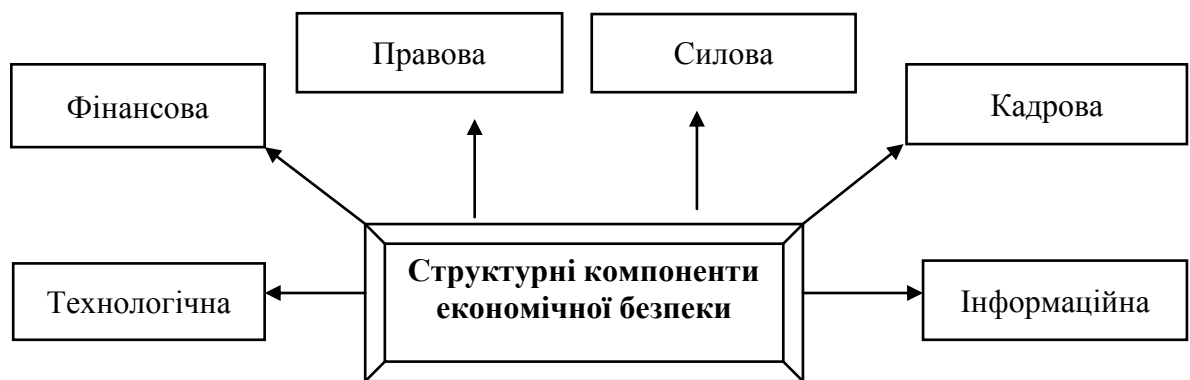 Правова
Силова
Фінансова
Кадрова
Структурні компоненти
економічної безпеки
Технологічна
Інформаційна